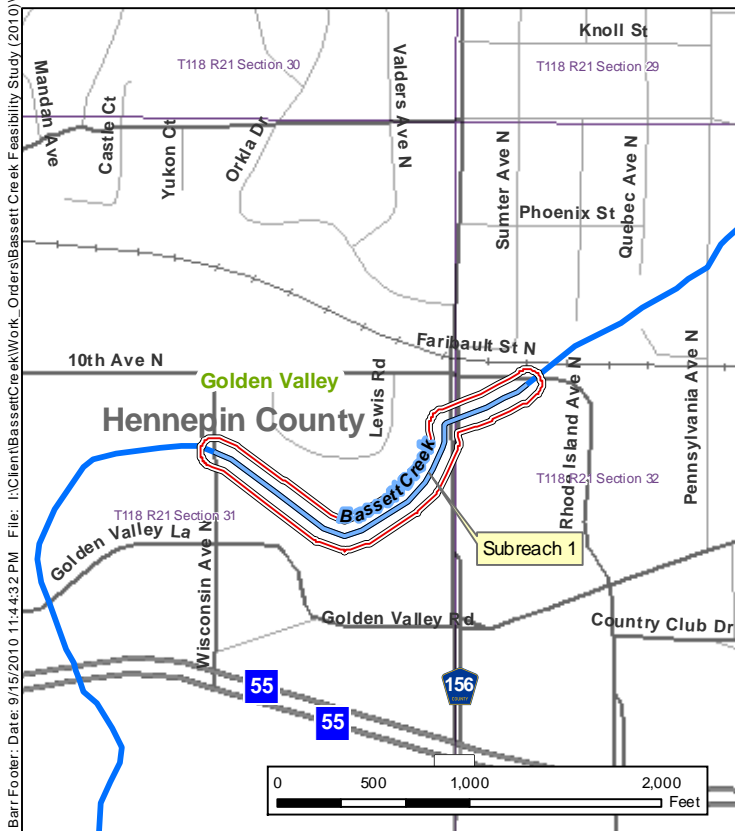 Barr Footer: Date: 9/15/2010 11:44:32 PM   File: I:\Client\BassettCreek\Work_Orders\Bassett Creek Feasibility Study (2010)\
Knoll St
T118 R21 Section 30
T118 R21 Section 29
Mandan Ave
Castle Ct
Yukon Ct
Orkla Dr
Valders Ave N
Sumter Ave N
Quebec Ave N
Phoenix St
Faribault St N
10th Ave N
Golden Valley
Lewis Rd
Hennepin County
Bassett Creek
Rhode Island Ave N
Pennsylvania Ave N
T118 R21 Section 32
T118 R21 Section 31
Golden Valley La
Wisconsin Ave N
Subreach 1
Golden Valley Rd
Country Club Dr
55
55
156
COUNTY
0 500 1,000 2,000
Feet